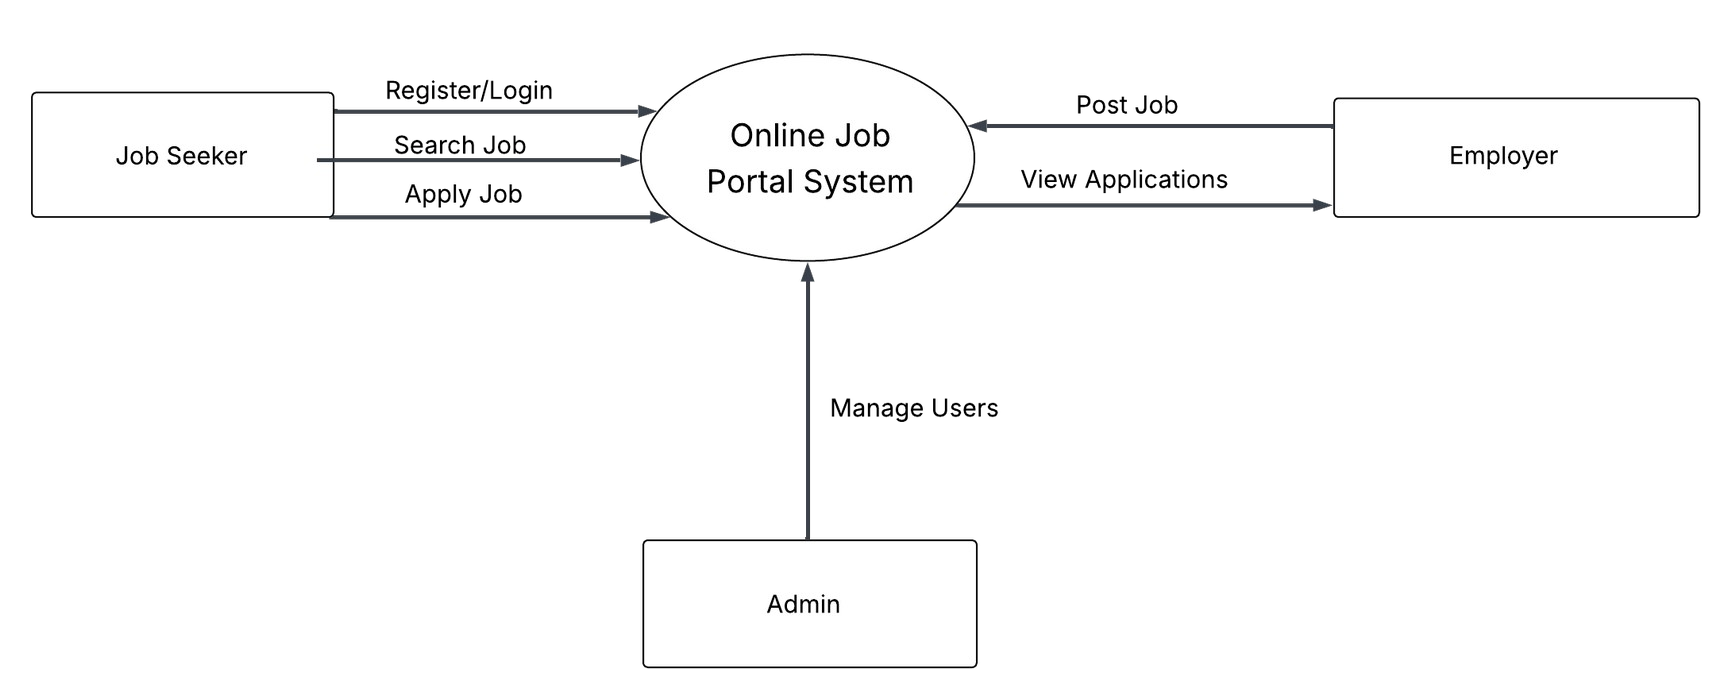 Register/Login
Search Job
Apply Job
Job Seeker
Online Job
Portal System
Post Job
View Applications
Employer
Manage Users
Admin